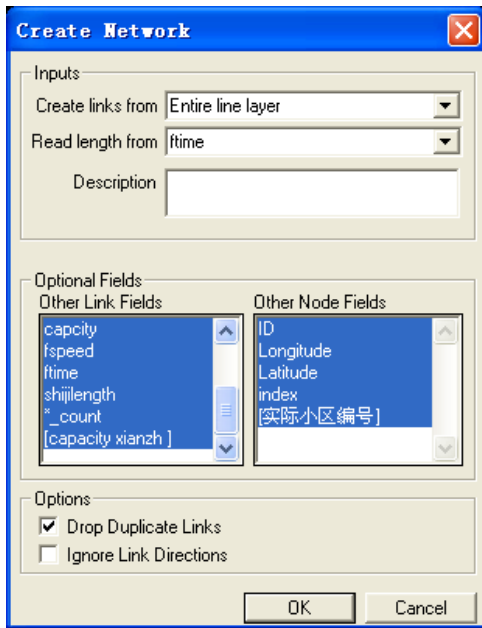 Create Network
Inputs
Create links from Entire line layer
Read length from ftime
Description
Optional Fields
Other Link Fields Other Node Fields
capcity ID
fspeed Longitude
ftime Latitude
shijilength index
*_count [实际小区编号]
[capacity xianzh ]
Options
Drop Duplicate Links
Ignore Link Directions
OK Cancel